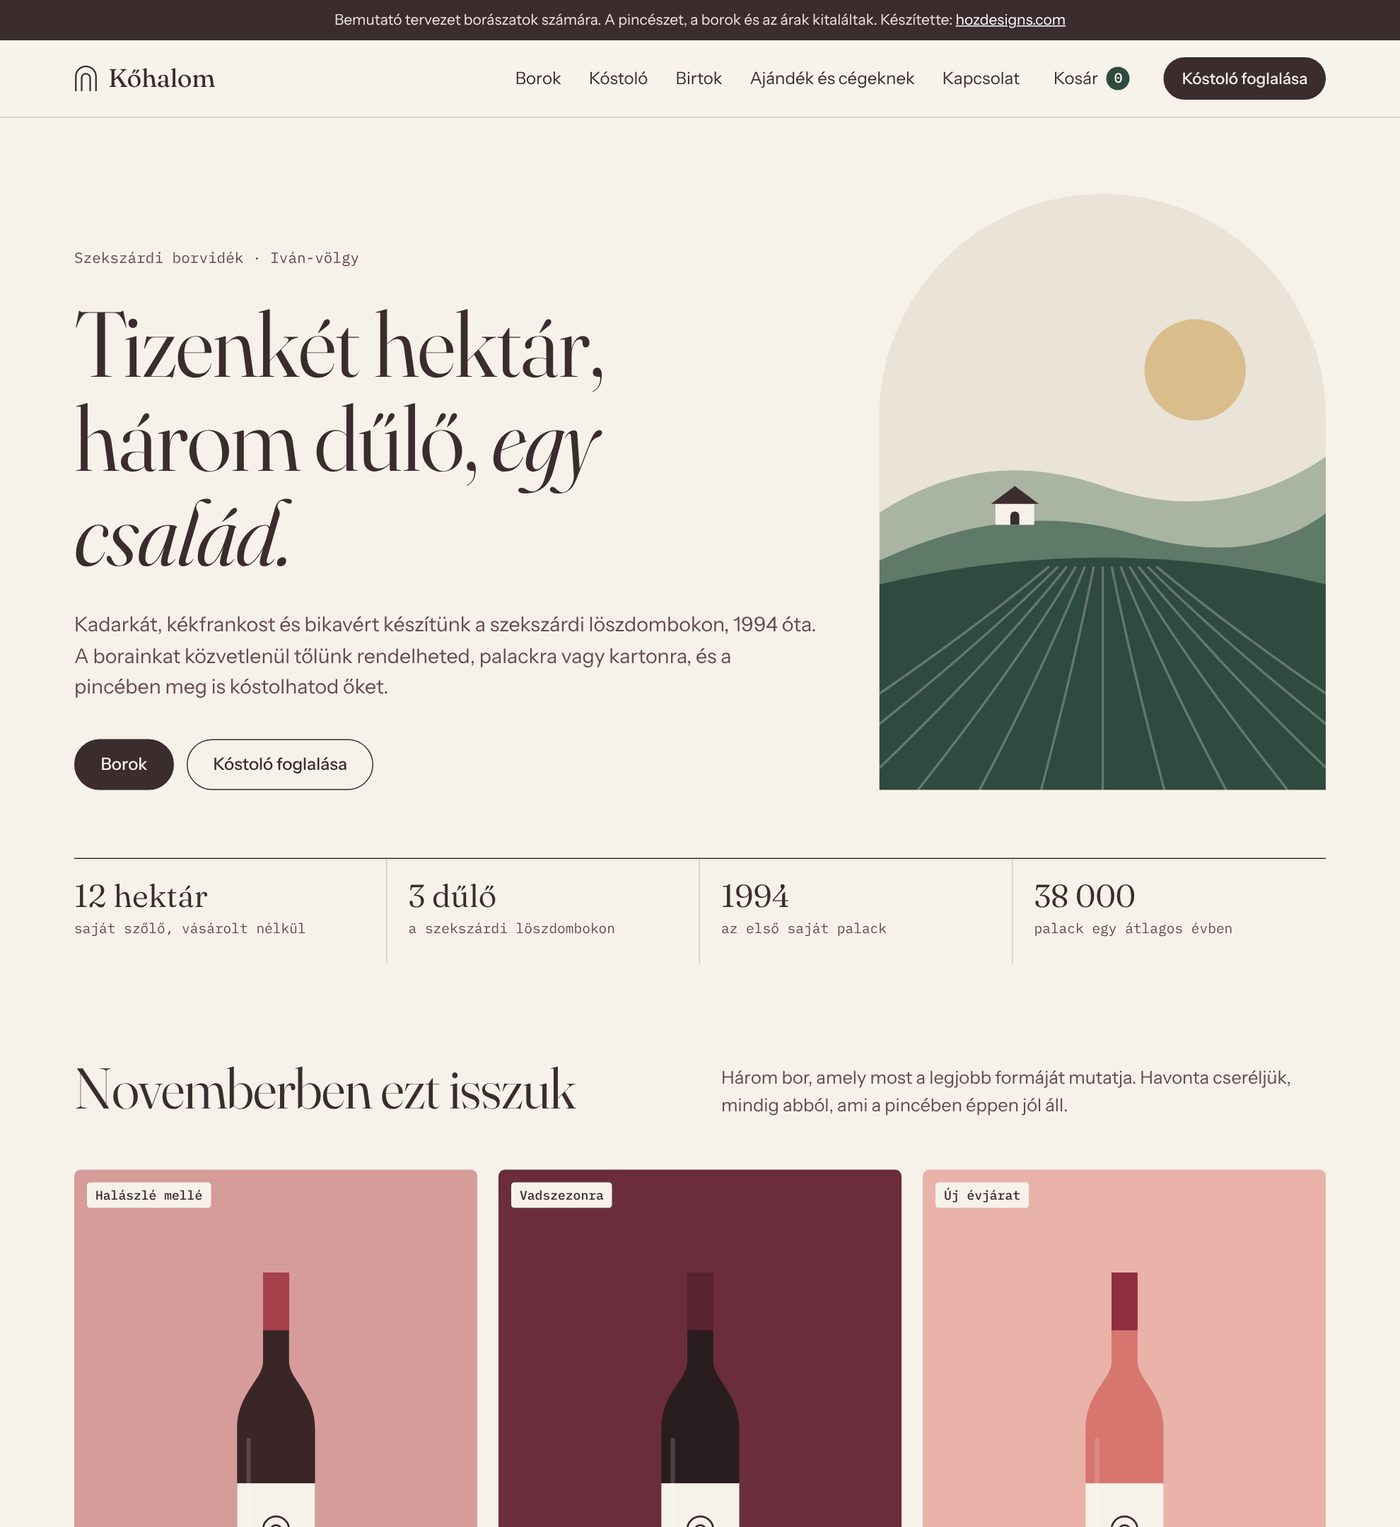 Bemutató tervezet borászatok számára. A pincészet, a borok és az árak kitaláltak. Készítette: hozdesigns.com
Kőhalom
Borok Kóstoló Birtok Ajándék és cégeknek Kapcsolat Kosár 0 Kóstoló foglalása
Szekszárdi borvidék · Iván-völgy
Tizenkét hektár,
három dűlő, egy
család.
Kadarkát, kékfrankost és bikavért készítünk a szekszárdi löszdombokon, 1994 óta.
A borainkat közvetlenül tőlünk rendelheted, palackra vagy kartonra, és a
pincében meg is kóstolhatod őket.
Borok Kóstoló foglalása
12 hektár
saját szőlő, vásárolt nélkül
3 dűlő
a szekszárdi löszdombokon
1994
az első saját palack
38 000
palack egy átlagos évben
Novemberben ezt isszuk
Három bor, amely most a legjobb formáját mutatja. Havonta cseréljük,
mindig abból, ami a pincében éppen jól áll.
Halászlé mellé
Vadszezonra
Új évjárat